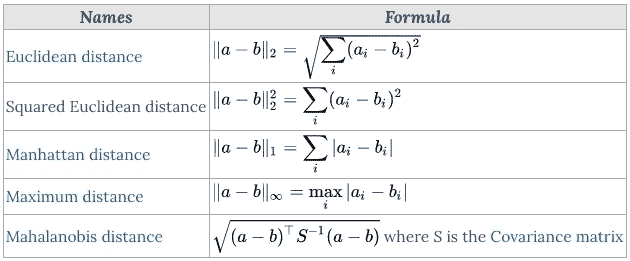 Names Formula
Euclidean distance ‖a − b‖₂ = √(∑ᵢ(aᵢ − bᵢ)²)
Squared Euclidean distance ‖a − b‖₂² = ∑ᵢ(aᵢ − bᵢ)²
Manhattan distance ‖a − b‖₁ = ∑ᵢ|aᵢ − bᵢ|
Maximum distance ‖a − b‖∞ = maxᵢ|aᵢ − bᵢ|
Mahalanobis distance √((a − b)ᵀS⁻¹(a − b)) where S is the Covariance matrix